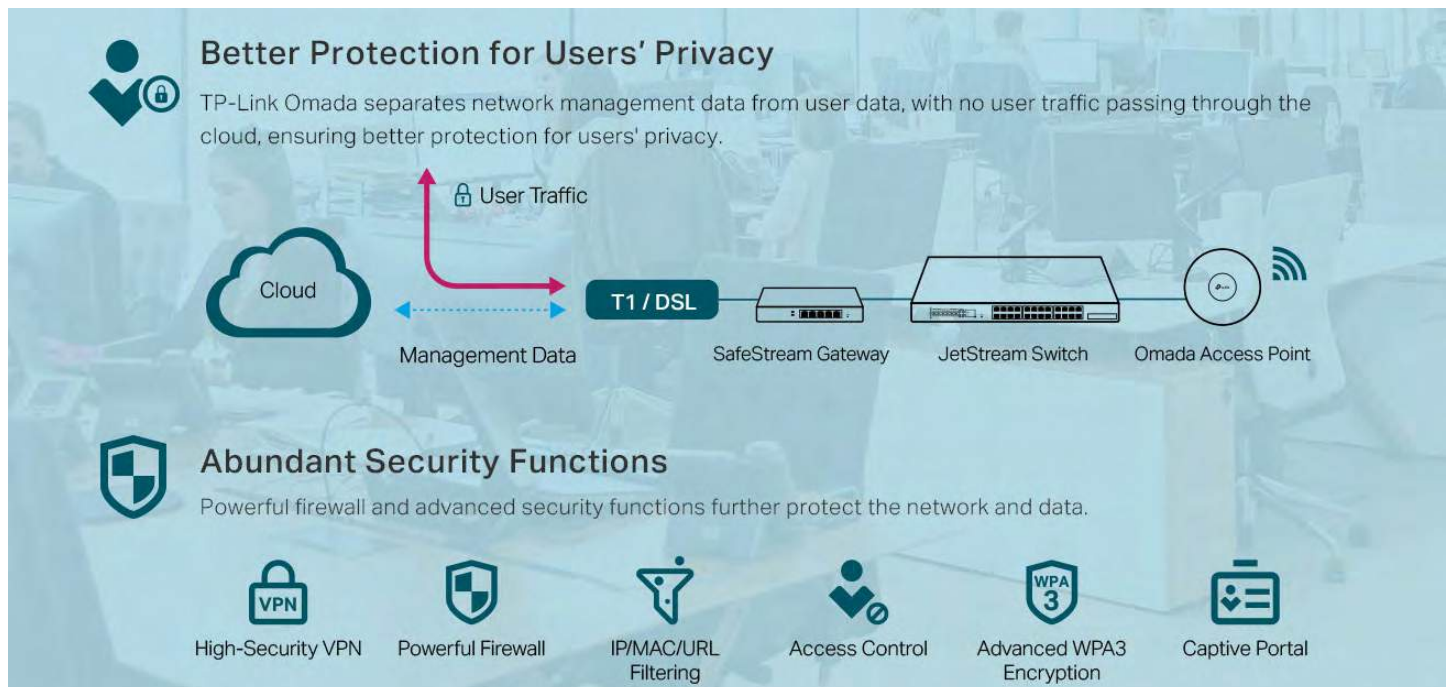 Better Protection for Users' Privacy
TP-Link Omada separates network management data from user data, with no user traffic passing through the
cloud, ensuring better protection for users' privacy.
User Traffic
Cloud
T1 / DSL
Management Data
SafeStream Gateway
JetStream Switch
Omada Access Point
Abundant Security Functions
Powerful firewall and advanced security functions further protect the network and data.
VPN
WPA
3
High-Security VPN
Powerful Firewall
IP/MAC/URL
Filtering
Access Control
Advanced WPA3
Encryption
Captive Portal